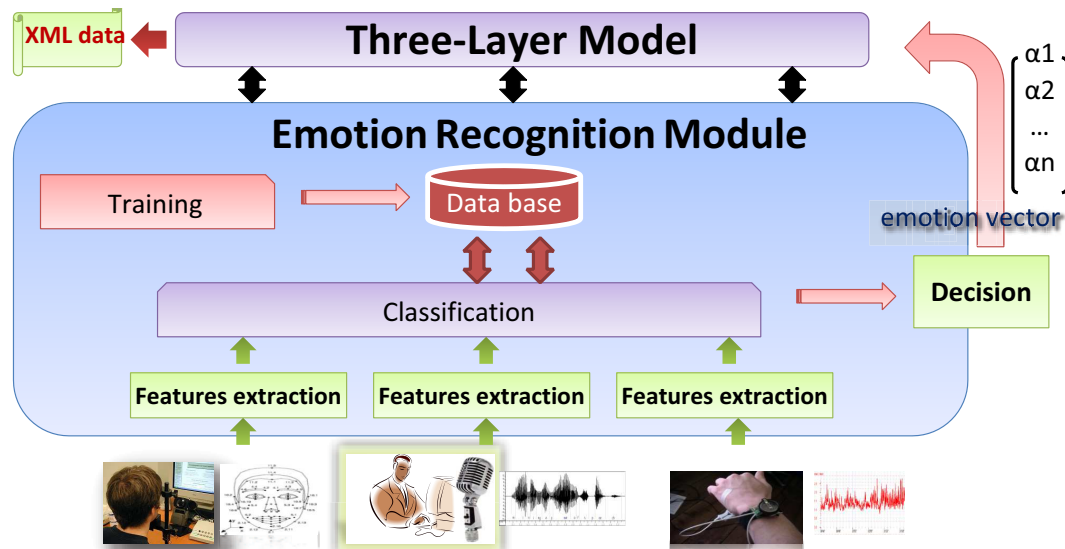 XML data
Three-Layer Model
α1
α2
...
αn
emotion vector
Emotion Recognition Module
Training
Data base
Classification
Decision
Features extraction
Features extraction
Features extraction